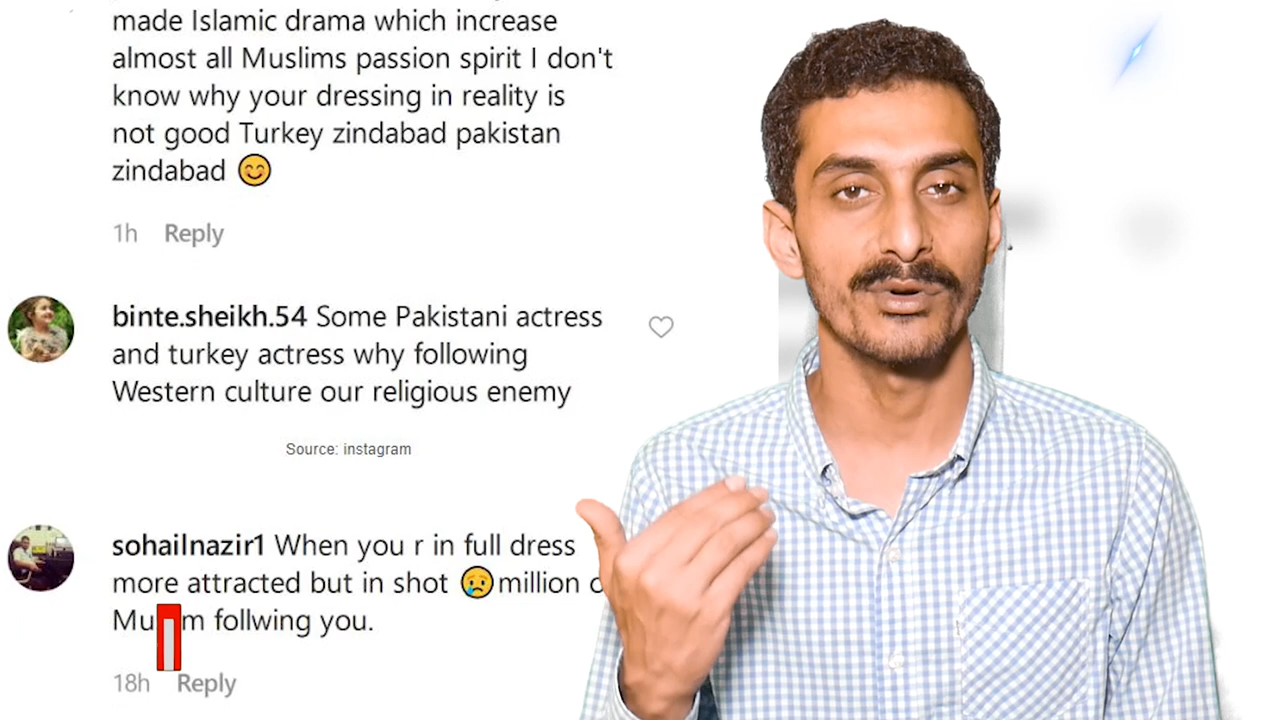 made Islamic drama which increase
almost all Muslims passion spirit I don't
know why your dressing in reality is
not good Turkey zindabad pakistan
zindabad 😊
1h Reply
binte.sheikh.54 Some Pakistani actress
and turkey actress why following
Western culture our religious enemy
Source: instagram
sohailnazir1 When you r in full dress
more attracted but in shot 😢 million
follwing you.
18h Reply